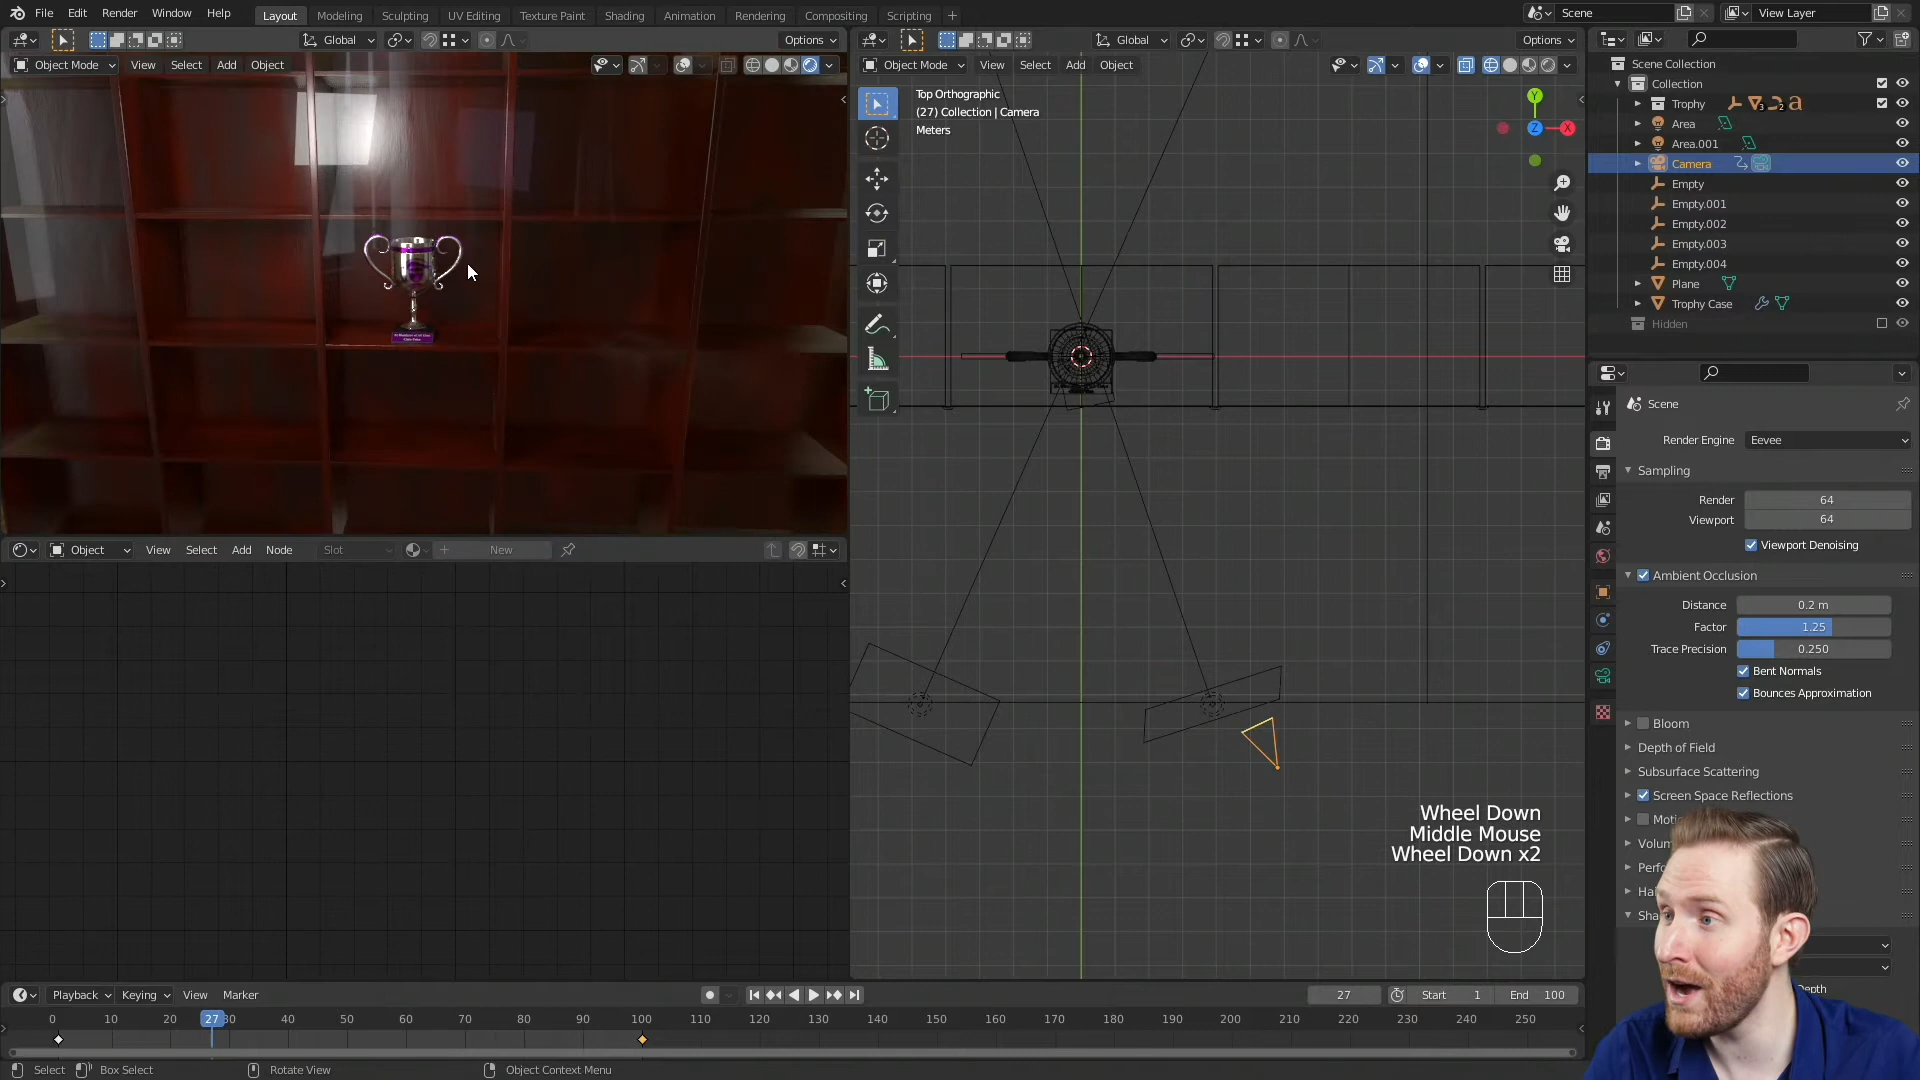 File Edit Render Window Help Layout Modeling Sculpting UV Editing Texture Paint Shading Animation Rendering Compositing Scripting + Scene View Layer
Global Options Global Options
Object Mode View Select Add Object Object Mode View Select Add Object
Scene Collection
Collection
Trophy
Area
Area.001
Camera
Empty
Empty.001
Empty.002
Empty.003
Empty.004
Plane
Trophy Case
Hidden
Top Orthographic
(27) Collection | Camera
Meters
Y
Z
X
Scene
Render Engine Eevee
Sampling
Render 64
Viewport 64
Viewport Denoising
Ambient Occlusion
Distance 0.2 m
Factor 1.25
Trace Precision 0.250
Bent Normals
Bounces Approximation
Bloom
Depth of Field
Subsurface Scattering
Screen Space Reflections
Wheel Down
Middle Mouse
Wheel Down x2
Object View Select Add Node Slot New
Playback Keying View Marker 27 Start 1 End 100
0 10 20 27 30 40 50 60 70 80 90 100 110 120 130 140 150 160 170 180 190 200 210 220 230 240 250
Select Box Select Rotate View Object Context Menu